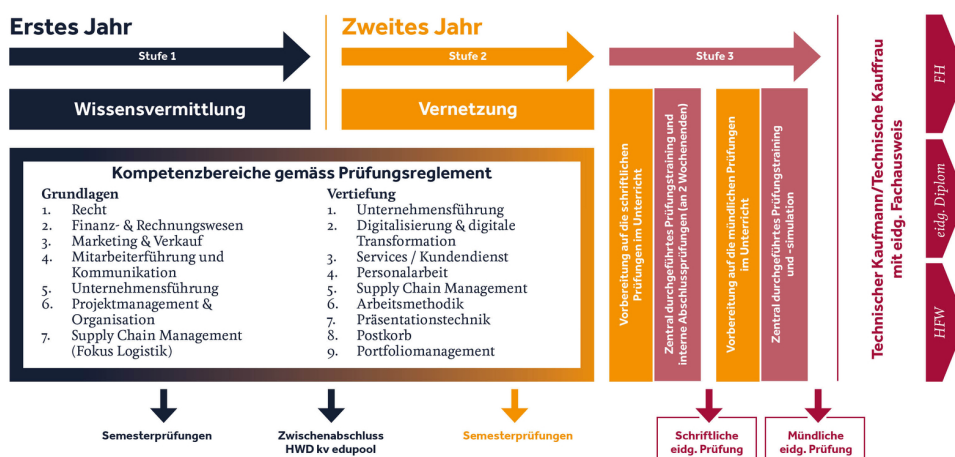 Erstes Jahr
Zweites Jahr
Stufe 1
Stufe 2
Stufe 3
Wissensvermittlung
Vernetzung
Kompetenzbereiche gemäss Prüfungsreglement
Grundlagen
1. Recht
2. Finanz- & Rechnungswesen
3. Marketing & Verkauf
4. Mitarbeiterführung und
Kommunikation
5. Unternehmensführung
6. Projektmanagement &
Organisation
7. Supply Chain Management
(Fokus Logistik)
Vertiefung
1. Unternehmensführung
2. Digitalisierung & digitale
Transformation
3. Services / Kundendienst
4. Personalarbeit
5. Supply Chain Management
6. Arbeitsmethodik
7. Präsentationstechnik
8. Postkorb
9. Portfoliomanagement
Vorbereitung auf die schriftlichen
Prüfungen im Unterricht
Zentral durchgeführtes Prüfungstraining und
interne Abschlussprüfungen (an 2 Wochenenden)
Vorbereitung auf die mündlichen Prüfungen
im Unterricht
Zentral durchgeführtes Prüfungstraining
und -simulation
Technischer Kaufmann/Technische Kauffrau
mit eidg. Fachausweis
FH
eidg. Diplom
HFW
Semesterprüfungen
Zwischenabschluss
HWD kv edupool
Semesterprüfungen
Schriftliche
eidg. Prüfung
Mündliche
eidg. Prüfung